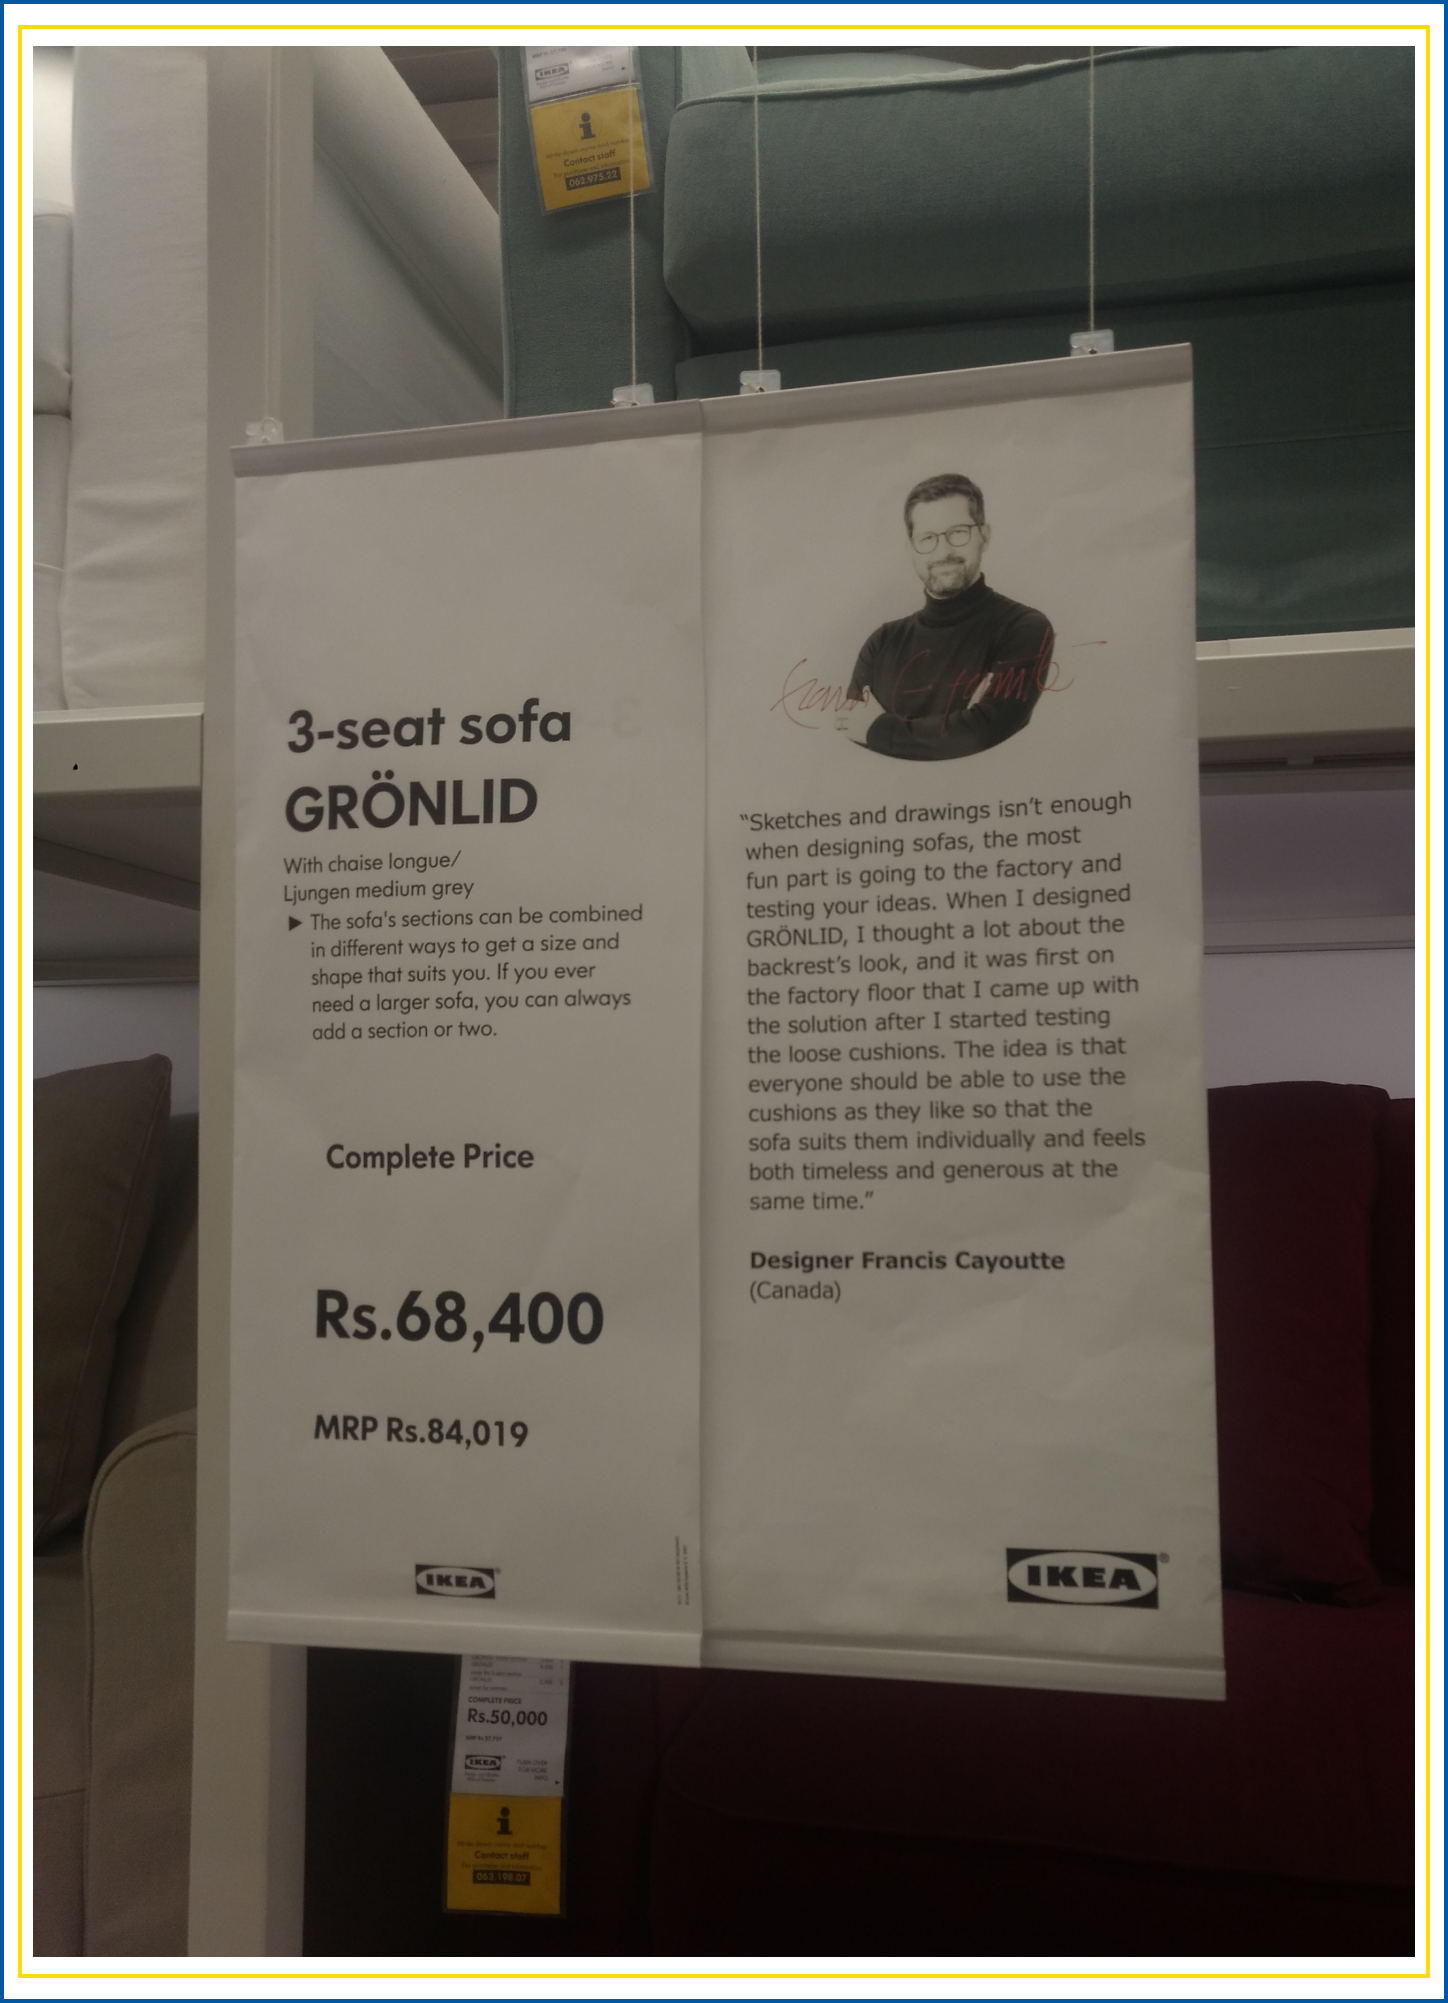 IKEA
i
Contact staff
062.975.22
3-seat sofa
GRÖNLID
With chaise longue/
Ljungen medium grey
▶ The sofa's sections can be combined
in different ways to get a size and
shape that suits you. If you ever
need a larger sofa, you can always
add a section or two.
Complete Price
Rs.68,400
MRP Rs.84,019
IKEA
“Sketches and drawings isn’t enough
when designing sofas, the most
fun part is going to the factory and
testing your ideas. When I designed
GRÖNLID, I thought a lot about the
backrest’s look, and it was first on
the factory floor that I came up with
the solution after I started testing
the loose cushions. The idea is that
everyone should be able to use the
cushions as they like so that the
sofa suits them individually and feels
both timeless and generous at the
same time.”
Designer Francis Cayoutte
(Canada)
IKEA®
COMPLETE PRICE
Rs.50,000
IKEA
TURN OVER
FOR MORE
INFO
i
Contact staff
063.198.07